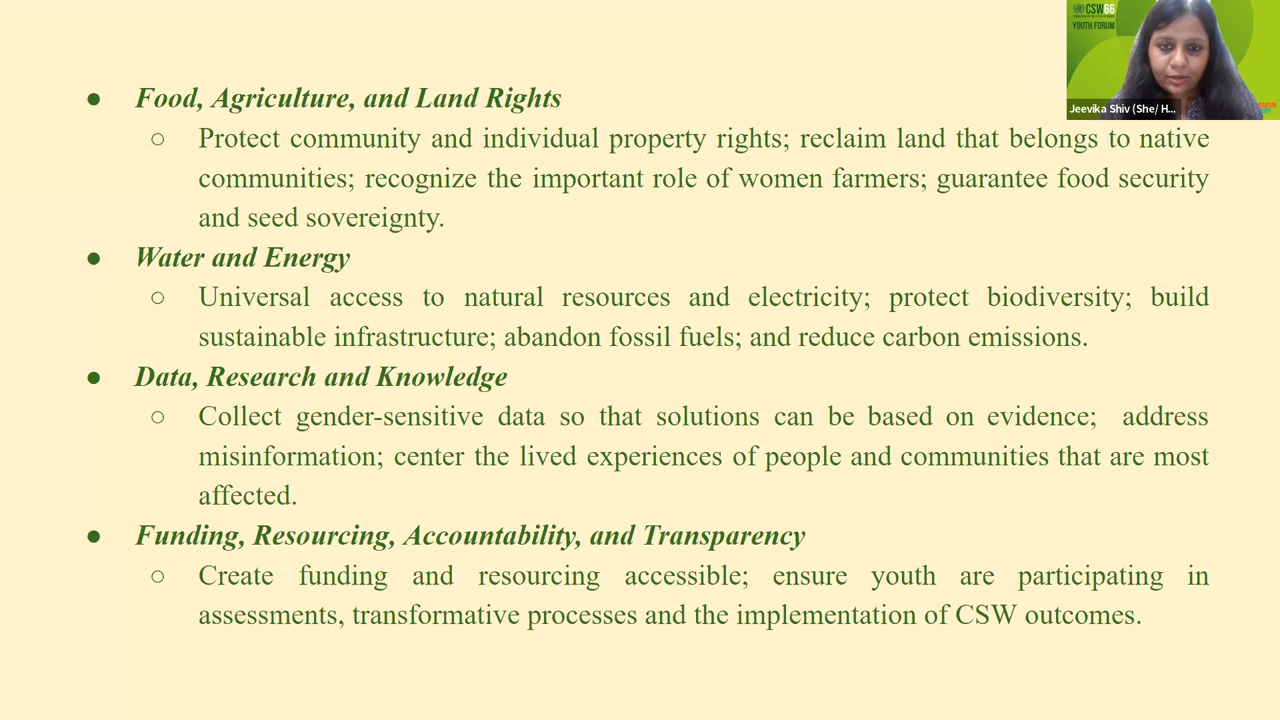 CSW66
YOUTH FORUM
Jeevika Shiv (She/ H...
● Food, Agriculture, and Land Rights
○ Protect community and individual property rights; reclaim land that belongs to native
communities; recognize the important role of women farmers; guarantee food security
and seed sovereignty.
● Water and Energy
○ Universal access to natural resources and electricity; protect biodiversity; build
sustainable infrastructure; abandon fossil fuels; and reduce carbon emissions.
● Data, Research and Knowledge
○ Collect gender-sensitive data so that solutions can be based on evidence; address
misinformation; center the lived experiences of people and communities that are most
affected.
● Funding, Resourcing, Accountability, and Transparency
○ Create funding and resourcing accessible; ensure youth are participating in
assessments, transformative processes and the implementation of CSW outcomes.